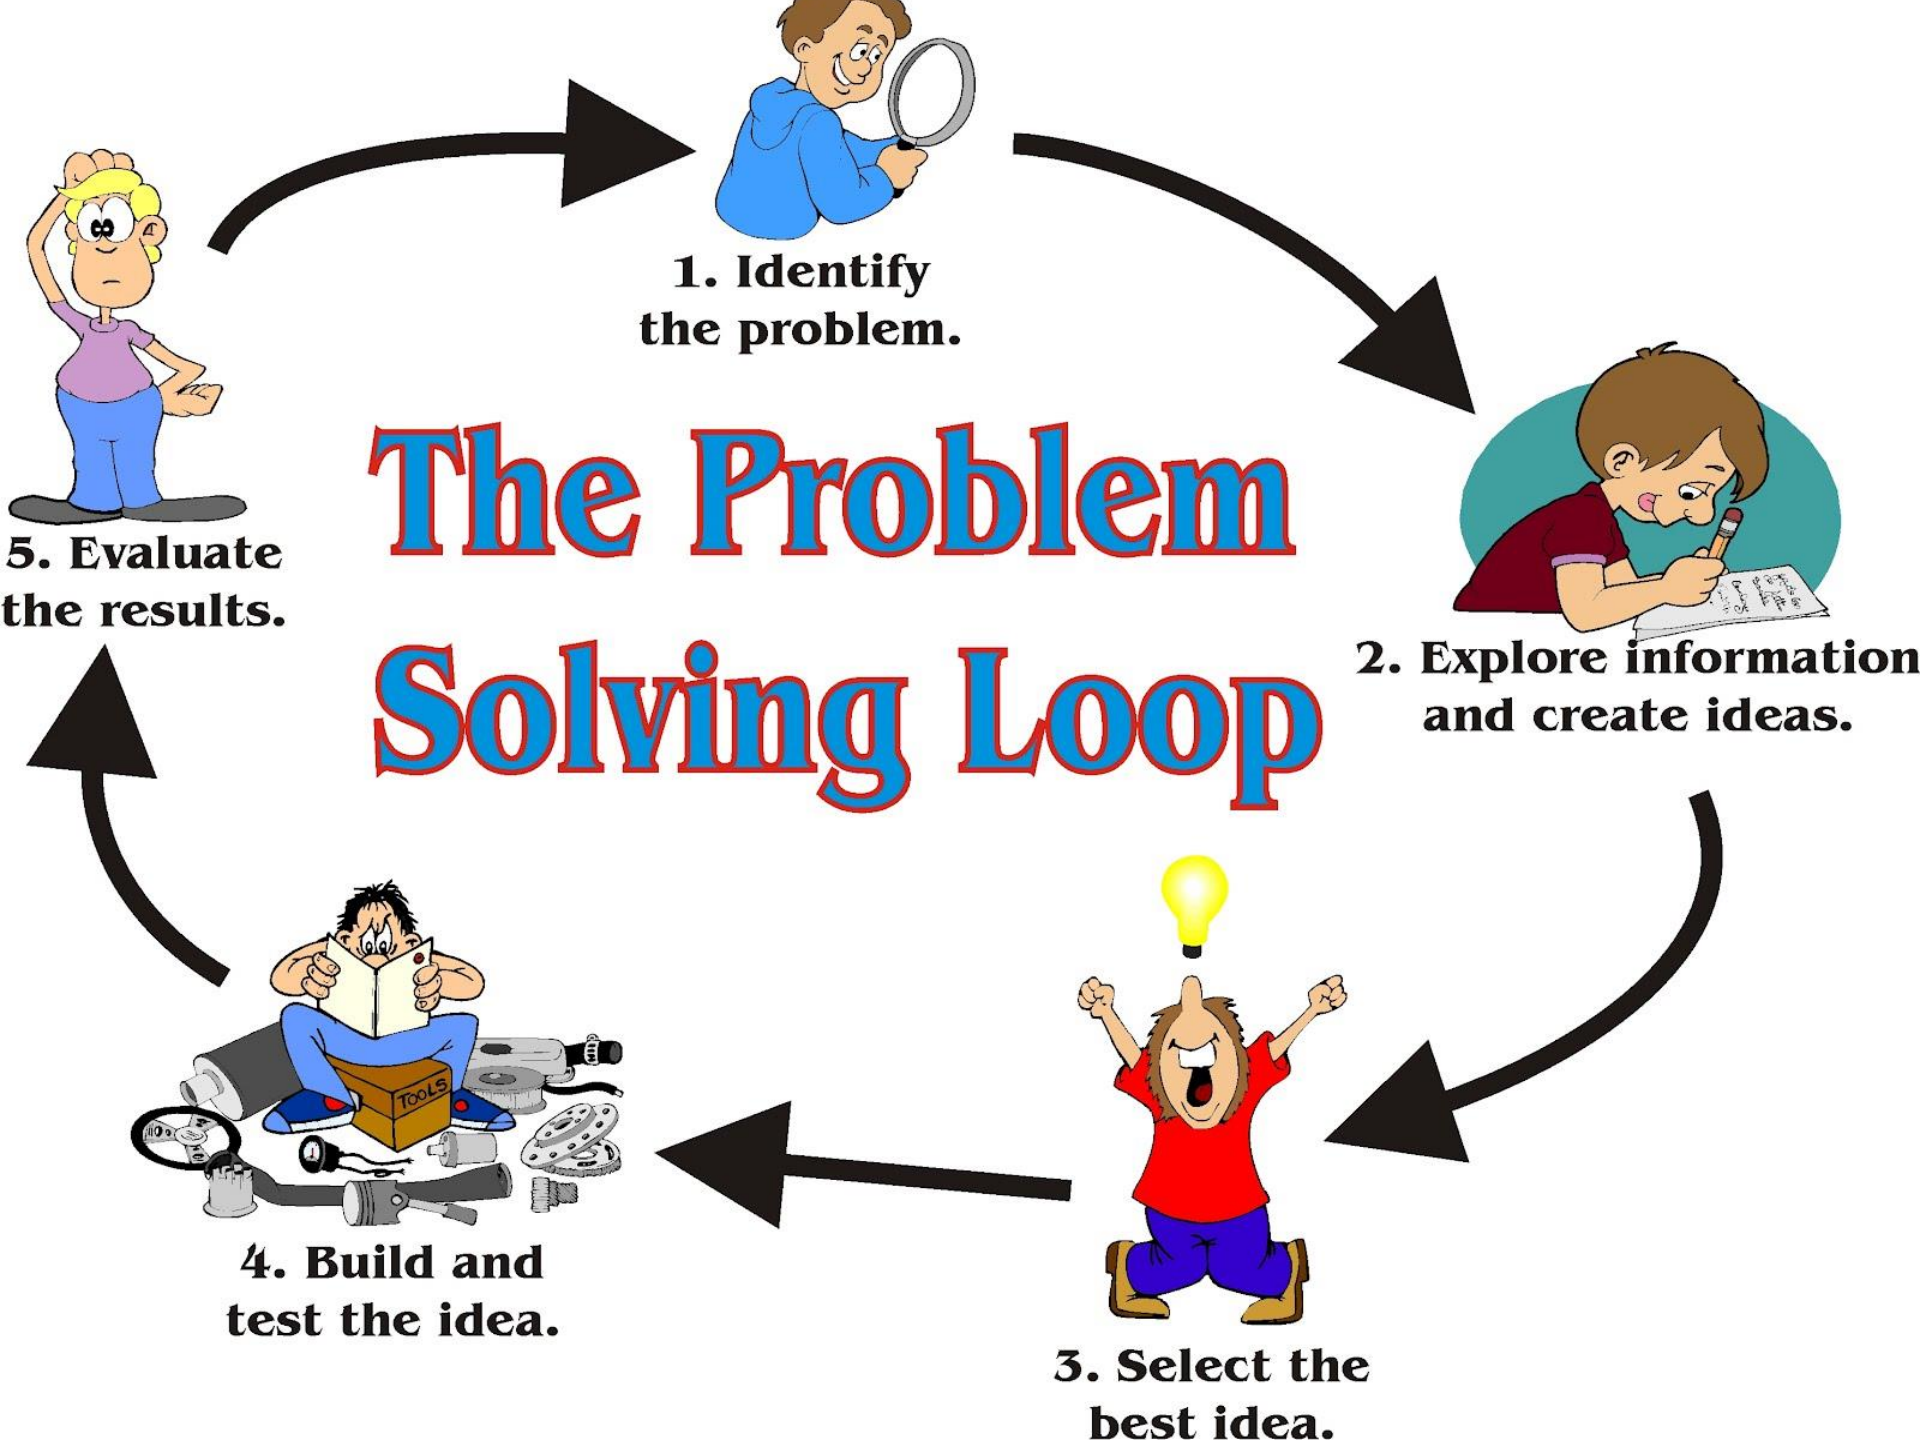 1. Identify
the problem.
The Problem
Solving Loop
2. Explore information
and create ideas.
3. Select the
best idea.
4. Build and
test the idea.
TOOLS
5. Evaluate
the results.